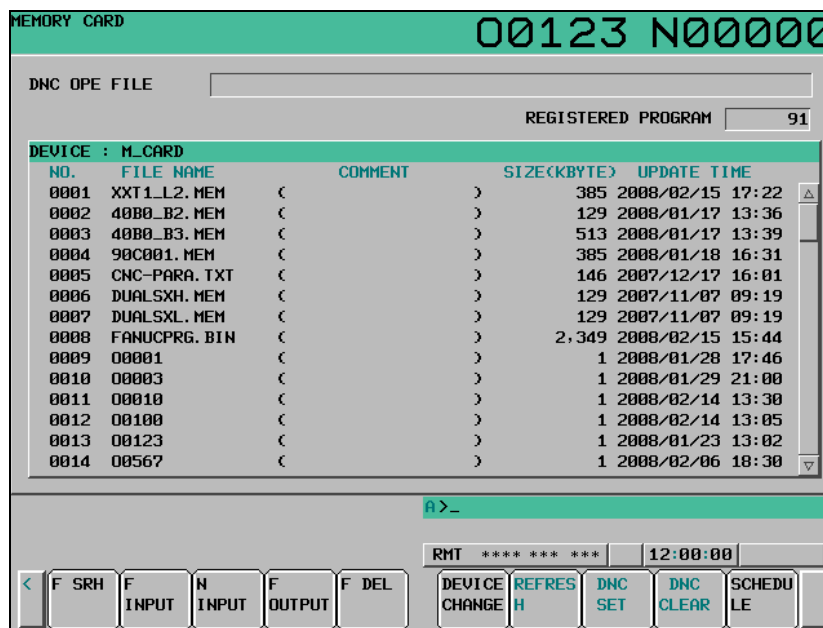 MEMORY CARD O0123 N00000
DNC OPE FILE
REGISTERED PROGRAM 91
DEVICE : M_CARD
NO. FILE NAME COMMENT SIZE(KBYTE) UPDATE TIME
0001 XXT1_L2.MEM ( ) 385 2008/02/15 17:22
0002 40B0_B2.MEM ( ) 129 2008/01/17 13:36
0003 40B0_B3.MEM ( ) 513 2008/01/17 13:39
0004 90C001.MEM ( ) 385 2008/01/18 16:31
0005 CNC-PARA.TXT ( ) 146 2007/12/17 16:01
0006 DUALSXH.MEM ( ) 129 2007/11/07 09:19
0007 DUALSXL.MEM ( ) 129 2007/11/07 09:19
0008 FANUCPRG.BIN ( ) 2,349 2008/02/15 15:44
0009 O0001 ( ) 1 2008/01/28 17:46
0010 O0003 ( ) 1 2008/01/29 21:00
0011 O0010 ( ) 1 2008/02/14 13:30
0012 O0100 ( ) 1 2008/02/14 13:05
0013 O0123 ( ) 1 2008/01/23 13:02
0014 O0567 ( ) 1 2008/02/06 18:30
A>_
RMT **** *** *** 12:00:00
< F SRH F INPUT N INPUT F OUTPUT F DEL DEVICE CHANGE REFRESH DNC SET DNC CLEAR SCHEDULE